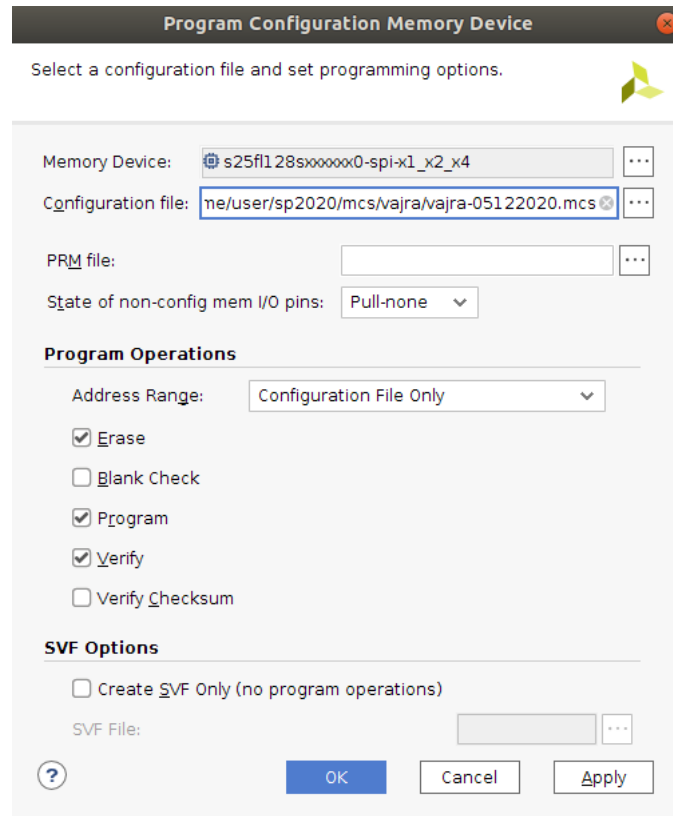 Program Configuration Memory Device
Select a configuration file and set programming options.
Memory Device: s25fl128sxxxxxx0-spi-x1_x2_x4 ...
Configuration file: me/user/sp2020/mcs/vajra/vajra-05122020.mcs ...
PRM file: ...
State of non-config mem I/O pins: Pull-none
Program Operations
Address Range: Configuration File Only
Erase
Blank Check
Program
Verify
Verify Checksum
SVF Options
Create SVF Only (no program operations)
SVF File: ...
? OK Cancel Apply